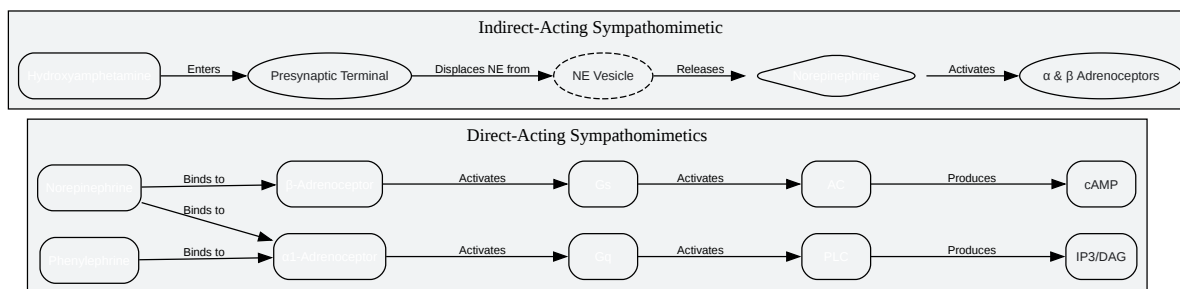 Indirect-Acting Sympathomimetic
Hydroxyamphetamine
Enters
Presynaptic Terminal
Displaces NE from
NE Vesicle
Releases
Norepinephrine
Activates
α & β Adrenoceptors
Direct-Acting Sympathomimetics
Norepinephrine
Binds to
β-Adrenoceptor
Activates
Gs
Activates
AC
Produces
cAMP
Binds to
Phenylephrine
Binds to
α1-Adrenoceptor
Activates
Gq
Activates
PLC
Produces
IP3/DAG